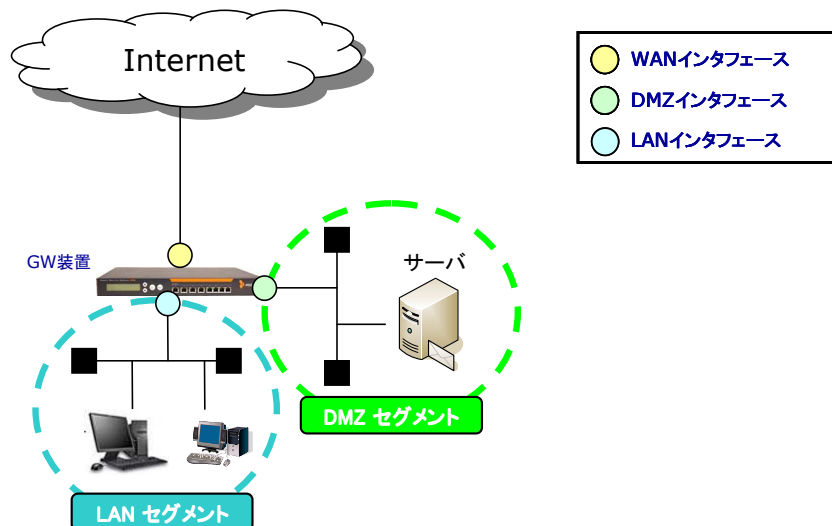 Internet
WANインタフェース
DMZインタフェース
LANインタフェース
GW装置
サーバ
DMZ セグメント
LAN セグメント